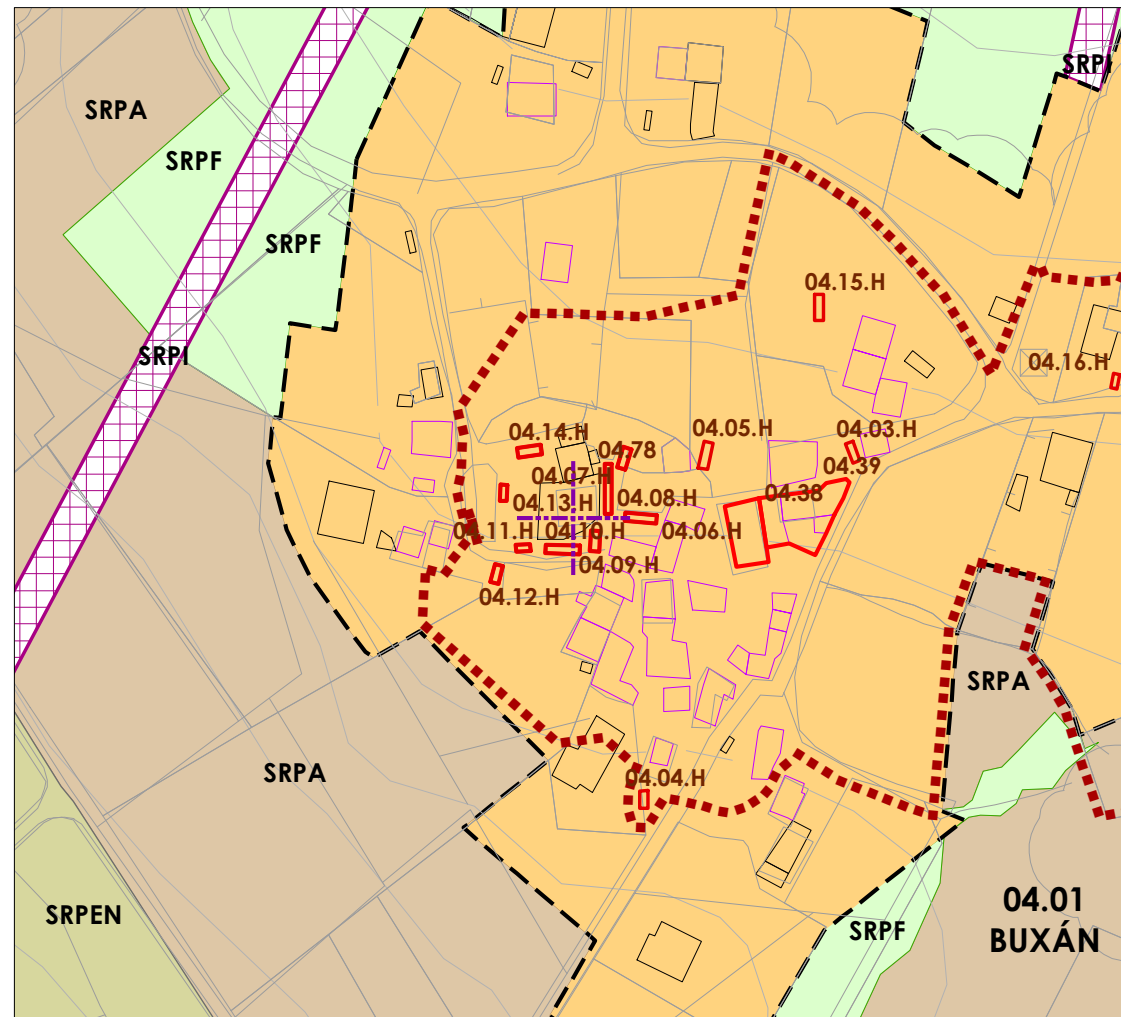 SRPI
SRPA
SRPF
SRPF
04.15.H
SRPI
04.16.H
04.14.H
04.78
04.05.H
04.03.H
04.39
04.07.H
04.38
04.13.H
04.08.H
04.11.H
04.10.H
04.06.H
04.09.H
04.12.H
SRPA
SRPA
04.04.H
SRPEN
04.01
BUXÁN
SRPF